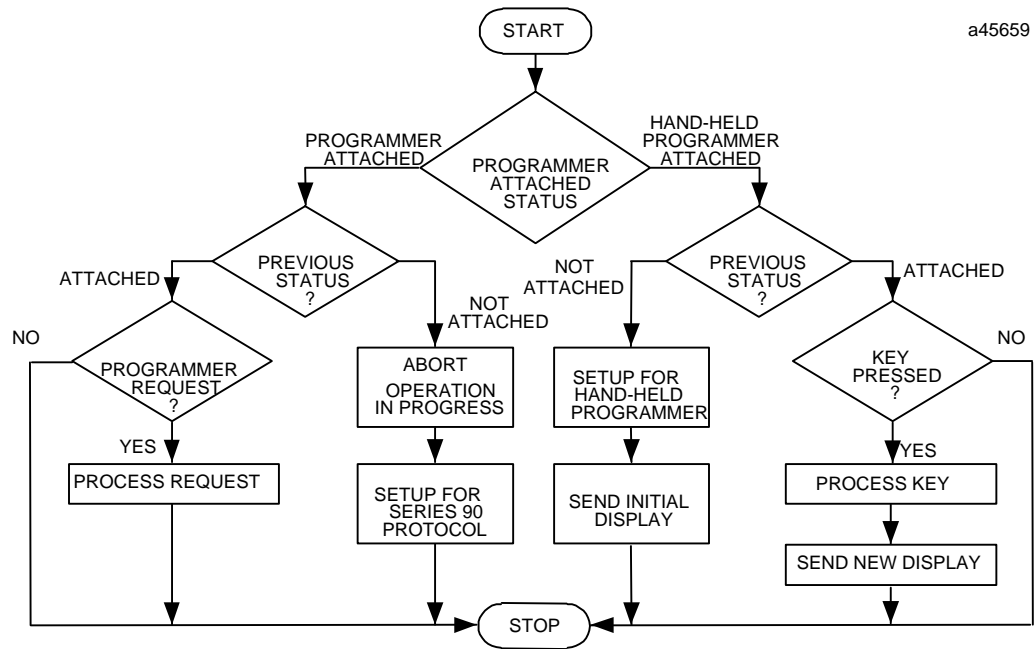 START
a45659
PROGRAMMER
ATTACHED
HAND-HELD
PROGRAMMER
ATTACHED
PROGRAMMER
ATTACHED
STATUS
PREVIOUS
STATUS
?
ATTACHED
NOT
ATTACHED
NOT
ATTACHED
PREVIOUS
STATUS
?
ATTACHED
NO
PROGRAMMER
REQUEST
?
YES
PROCESS REQUEST
ABORT
OPERATION
IN PROGRESS
SETUP FOR
SERIES 90
PROTOCOL
SETUP FOR
HAND-HELD
PROGRAMMER
SEND INITIAL
DISPLAY
KEY
PRESSED
?
NO
YES
PROCESS KEY
SEND NEW DISPLAY
STOP